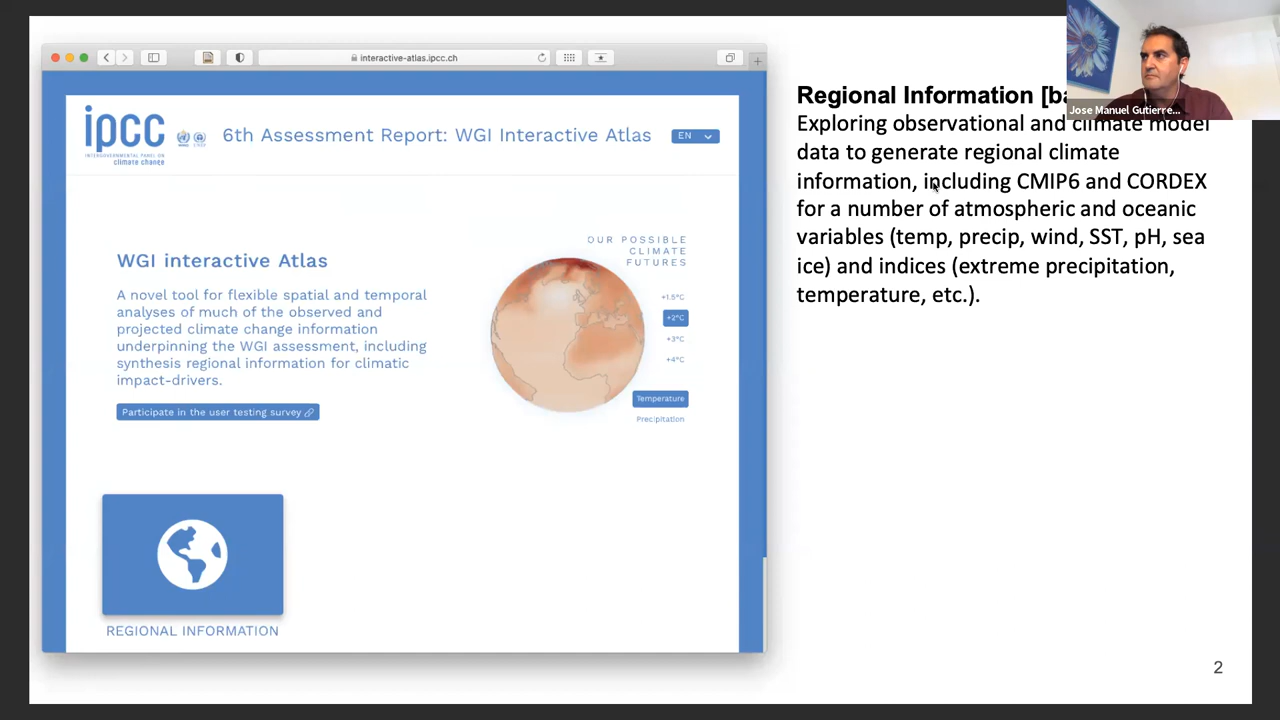 interactive-atlas.ipcc.ch
ipcc
INTERGOVERNMENTAL PANEL ON
climate change
6th Assessment Report: WGI Interactive Atlas
EN
WGI interactive Atlas
A novel tool for flexible spatial and temporal
analyses of much of the observed and
projected climate change information
underpinning the WGI assessment, including
synthesis regional information for climatic
impact-drivers.
Participate in the user testing survey
OUR POSSIBLE
CLIMATE
FUTURES
+1.5°C
+2°C
+3°C
+4°C
Temperature
Precipitation
REGIONAL INFORMATION
Regional Information [ba
Exploring observational and climate model
data to generate regional climate
information, including CMIP6 and CORDEX
for a number of atmospheric and oceanic
variables (temp, precip, wind, SST, pH, sea
ice) and indices (extreme precipitation,
temperature, etc.).
Jose Manuel Gutierre...
2